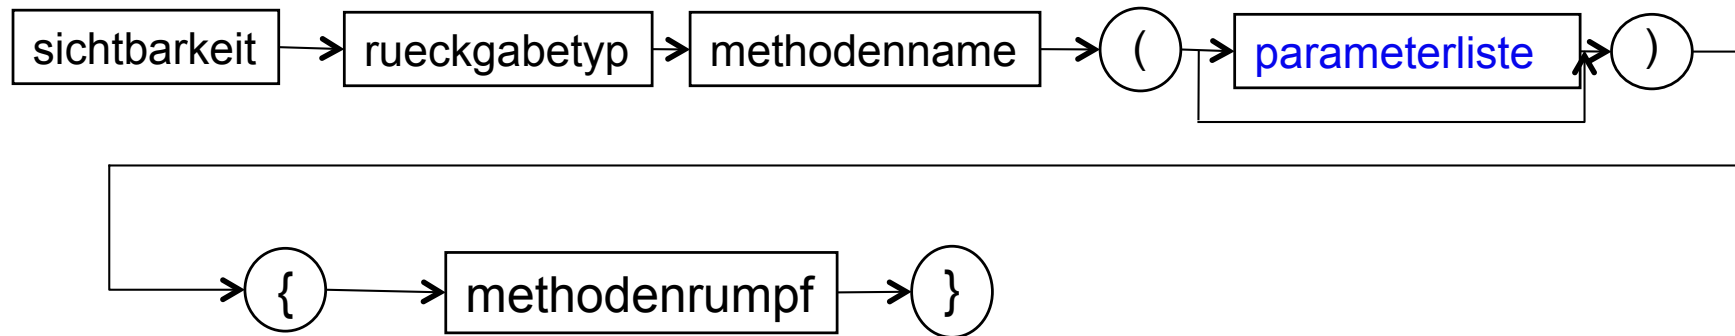 sichtbarkeit rueckgabetyp methodenname ( parameterliste )
{ methodenrumpf }